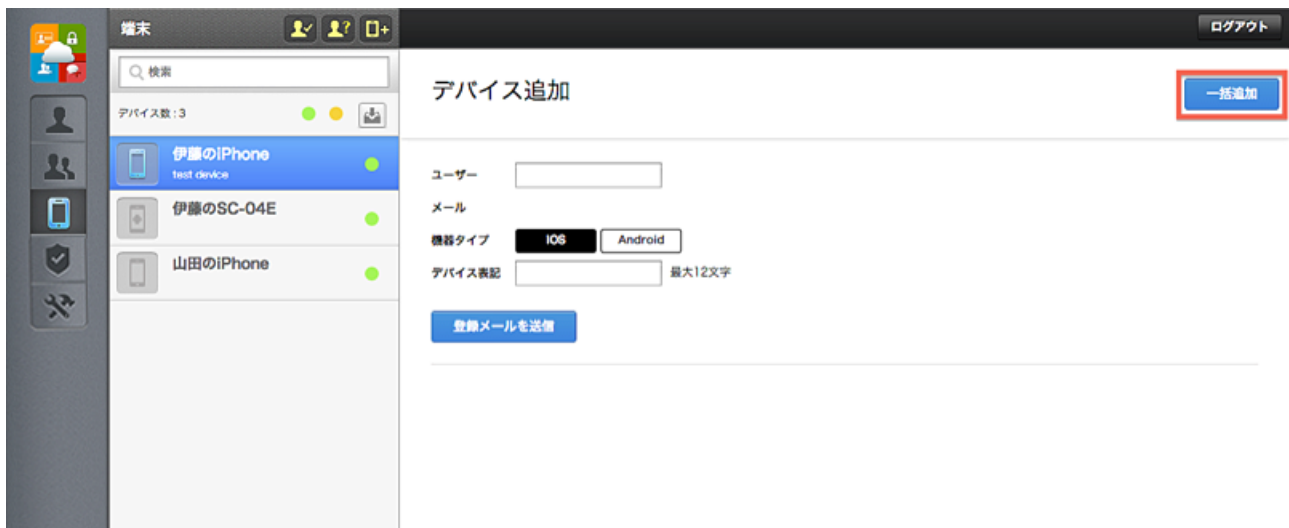 端末
ログアウト
検索
デバイス数:3
伊藤のiPhone
test device
伊藤のSC-04E
山田のiPhone
デバイス追加
一括追加
ユーザー
メール
機器タイプ
iOS
Android
デバイス表記
最大12文字
登録メールを送信